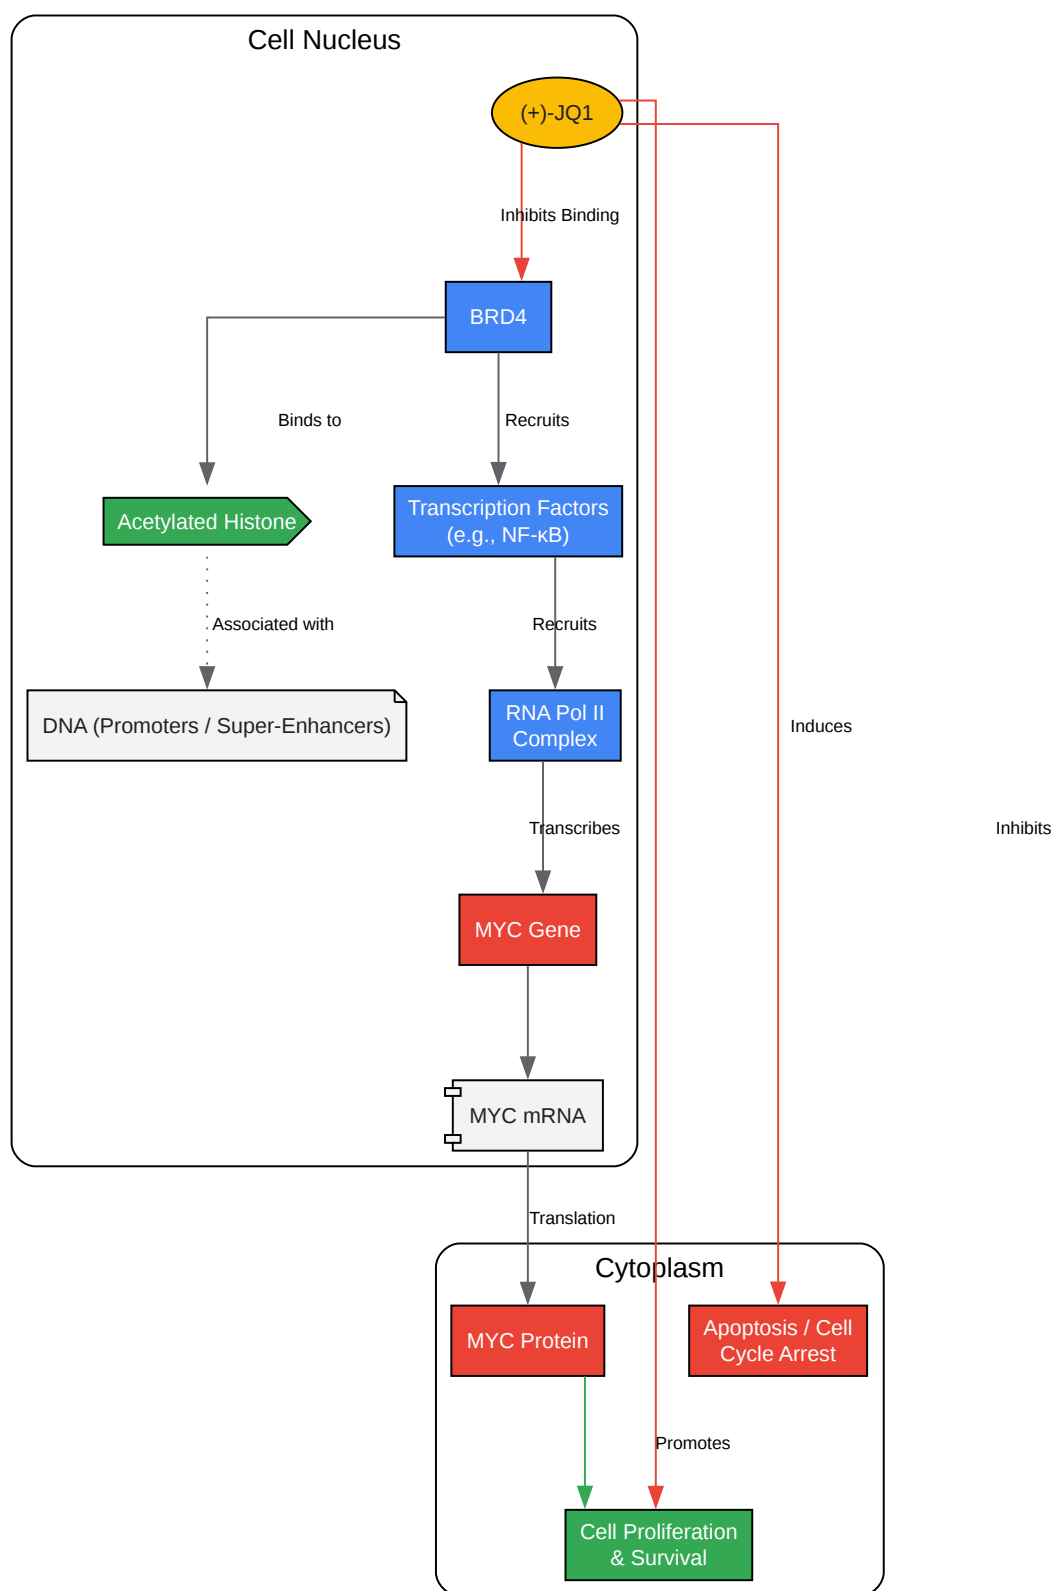 Cell Nucleus
(+)-JQ1
Inhibits Binding
BRD4
Binds to
Recruits
Acetylated Histone
Transcription Factors
(e.g., NF-κB)
Associated with
Recruits
DNA (Promoters / Super-Enhancers)
RNA Pol II
Complex
Induces
Transcribes
Inhibits
MYC Gene
MYC mRNA
Translation
Cytoplasm
MYC Protein
Apoptosis / Cell
Cycle Arrest
Promotes
Cell Proliferation
& Survival